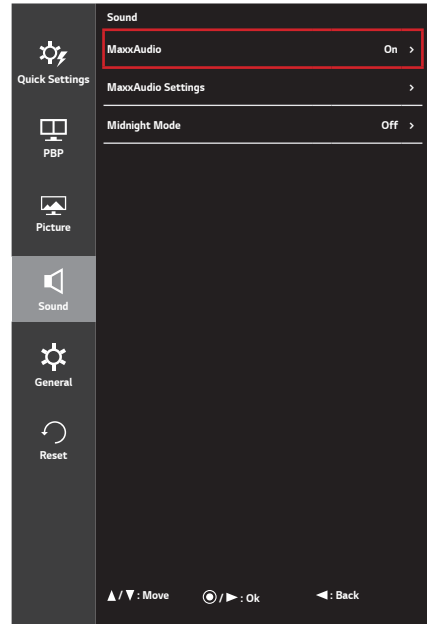 Sound
MaxxAudio On >
MaxxAudio Settings >
Midnight Mode Off >
Quick Settings
PBP
Picture
Sound
General
Reset
▲/▼ : Move ◉/► : Ok ◄ : Back